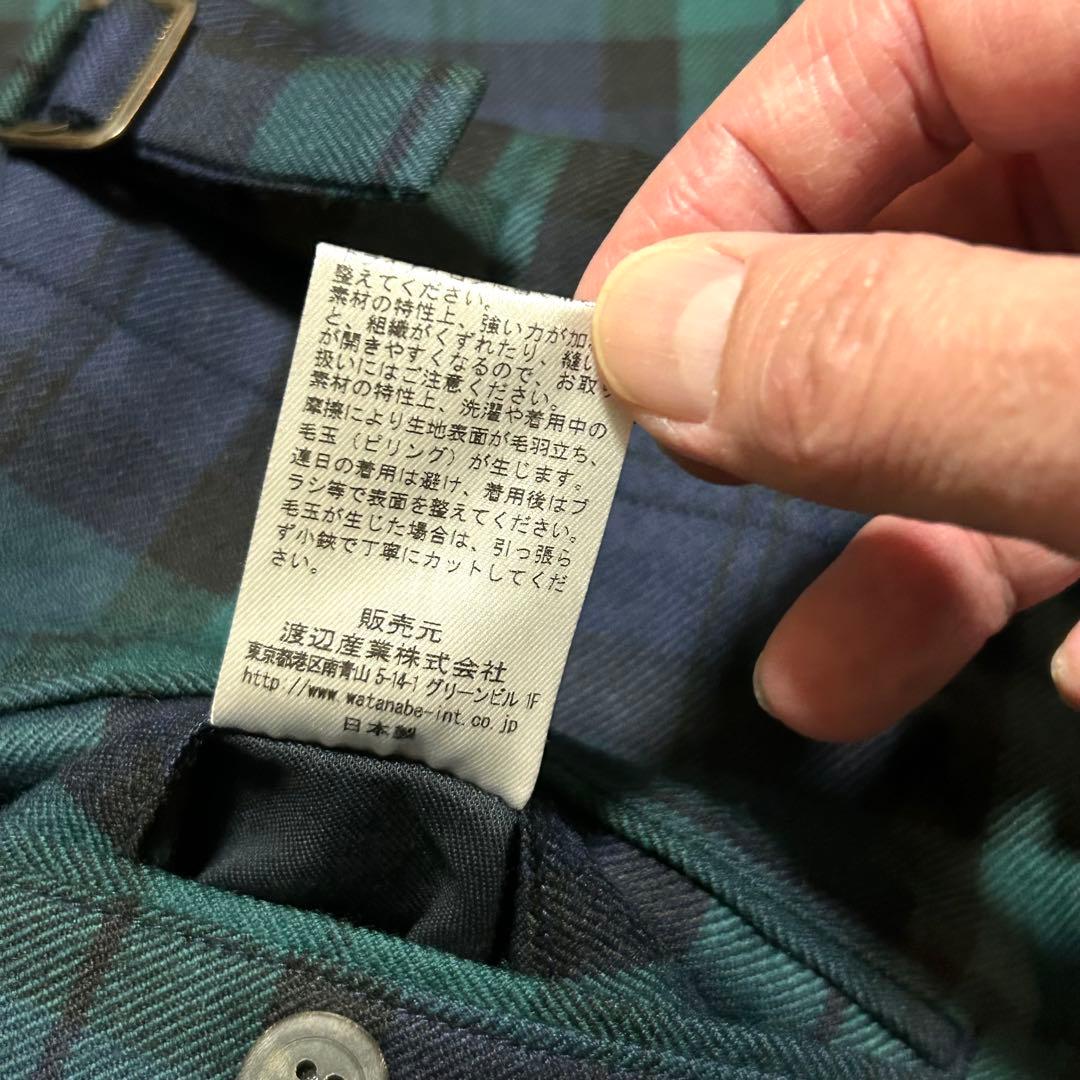 整えてください。
素材の特性上、強い力が加
と、組織がくずれたり、縫い
が開きやすくなるので、お取り
扱いにはご注意ください。
素材の特性上、洗濯や着用中の
摩擦により生地表面が毛羽立ち、
毛玉（ピリング）が生じます。
連日の着用は避け、着用後はブ
ラシ等で表面を整えてください。
毛玉が生じた場合は、引っ張ら
ず小鋏で丁寧にカットしてくだ
さい。
販売元
渡辺産業株式会社
東京都港区南青山 5-14-1 グリーンビル 1F
http://www.watanabe-int.co.jp
日本製